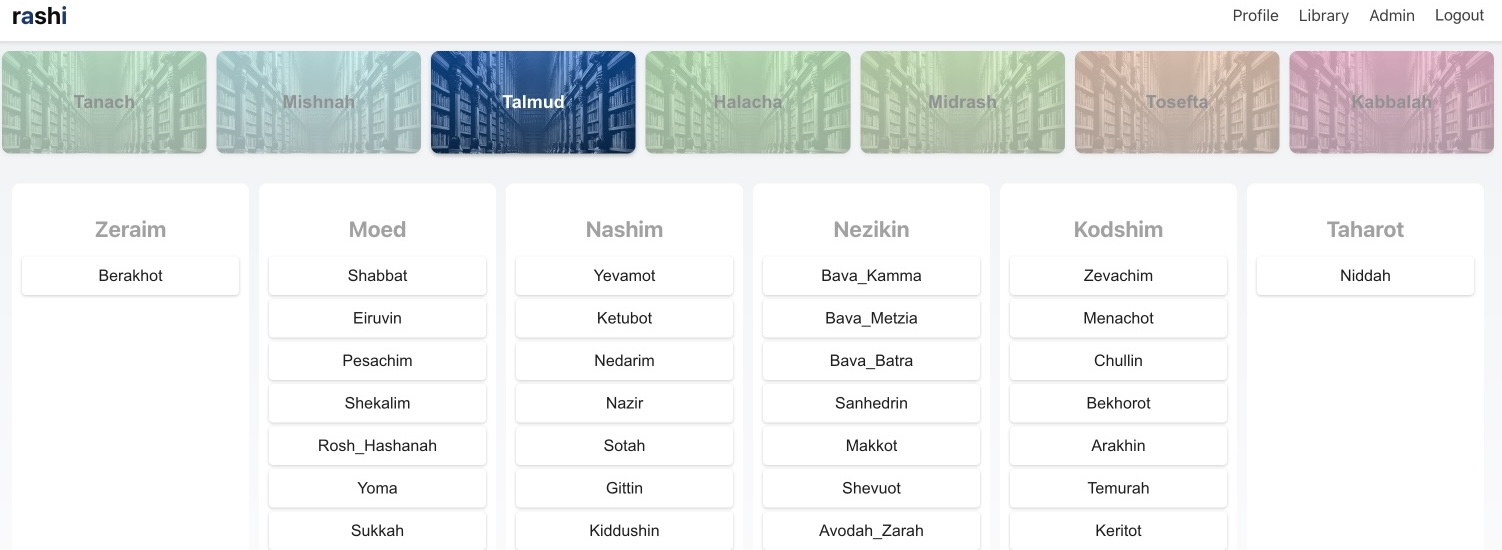 rashi
Profile Library Admin Logout
Tanach Mishnah Talmud Halacha Midrash Tosefta Kabbalah
Zeraim Moed Nashim Nezikin Kodshim Taharot
Berakhot Shabbat Yevamot Bava_Kamma Zevachim Niddah
Eiruvin Ketubot Bava_Metzia Menachot
Pesachim Nedarim Bava_Batra Chullin
Shekalim Nazir Sanhedrin Bekhorot
Rosh_Hashanah Sotah Makkot Arakhin
Yoma Gittin Shevuot Temurah
Sukkah Kiddushin Avodah_Zarah Keritot